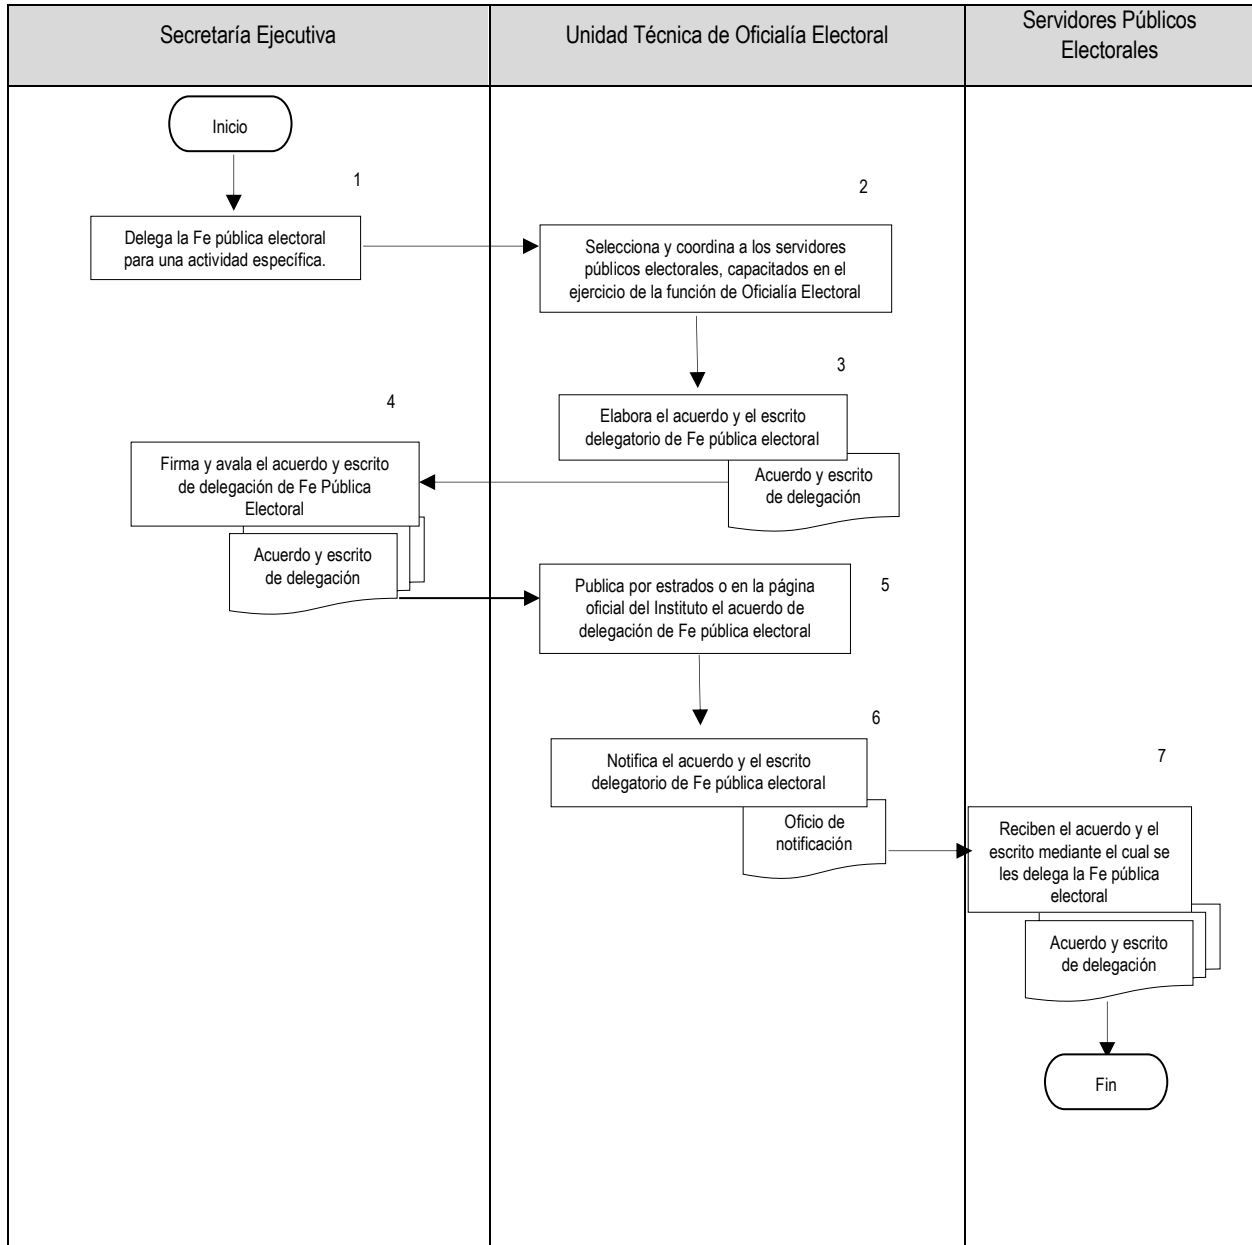 Secretaría Ejecutiva
Unidad Técnica de Oficialía Electoral
Servidores Públicos
Electorales
Inicio
1
Delega la Fe pública electoral
para una actividad específica.
2
Selecciona y coordina a los servidores
públicos electorales, capacitados en el
ejercicio de la función de Oficialía Electoral
3
Elabora el acuerdo y el escrito
delegatorio de Fe pública electoral
Acuerdo y escrito
de delegación
4
Firma y avala el acuerdo y escrito
de delegación de Fe Pública
Electoral
Acuerdo y escrito
de delegación
5
Publica por estrados o en la página
oficial del Instituto el acuerdo de
delegación de Fe pública electoral
6
Notifica el acuerdo y el escrito
delegatorio de Fe pública electoral
Oficio de
notificación
7
Reciben el acuerdo y el
escrito mediante el cual se
les delega la Fe pública
electoral
Acuerdo y escrito
de delegación
Fin